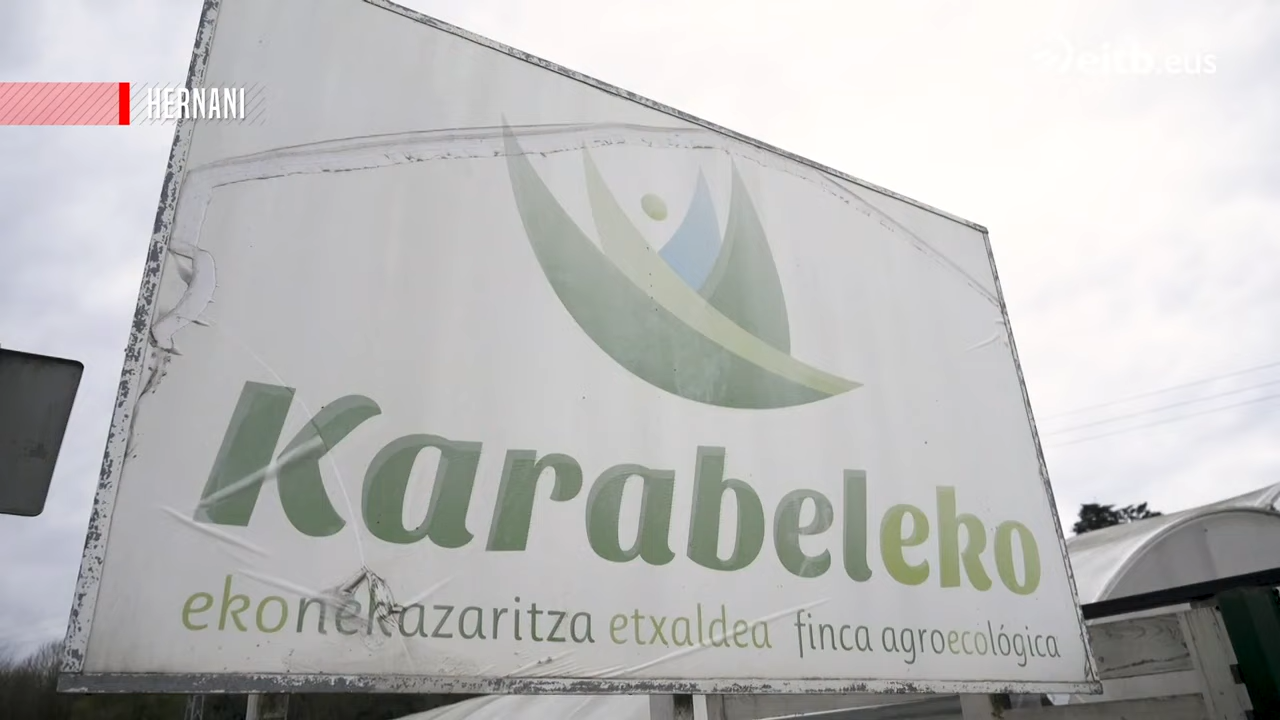 eitb.eus
HERNANI
Karabeleko
ekonekazaritza etxaldea finca agroecológica